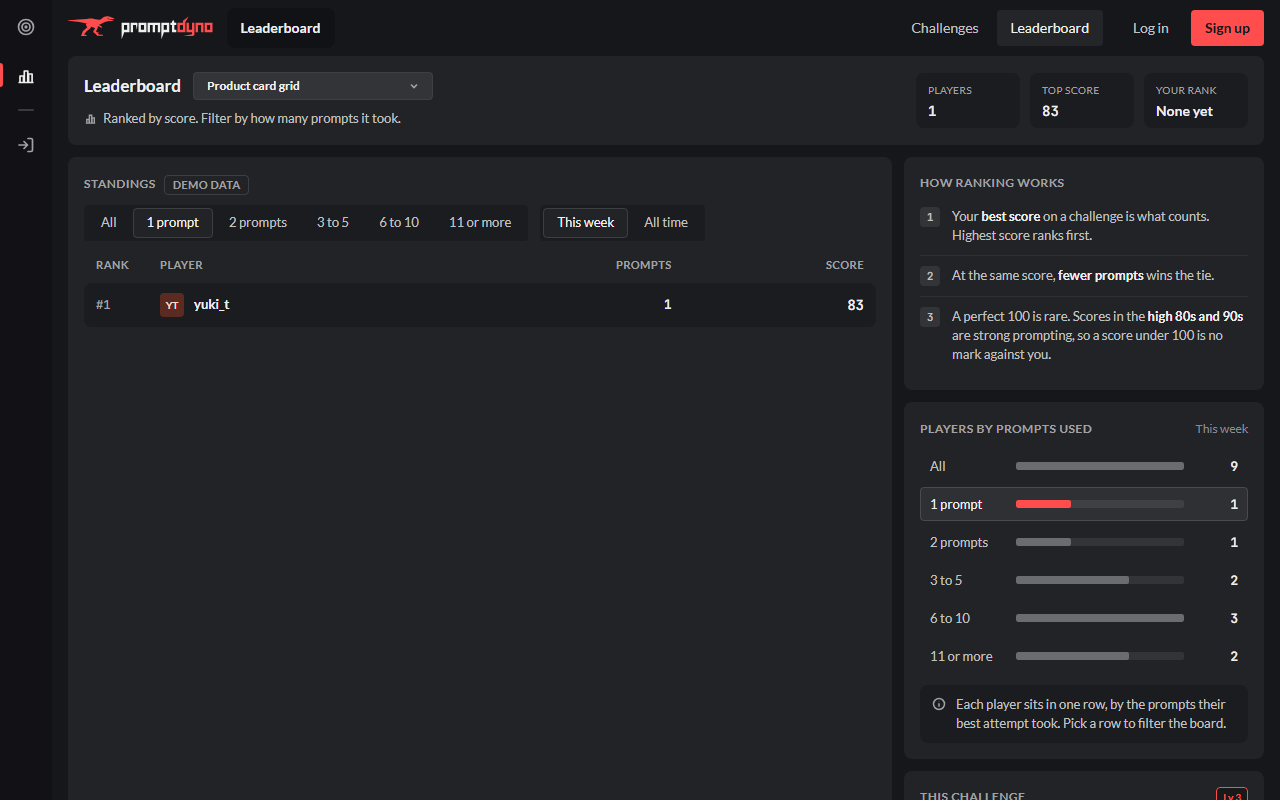 promptdyno
Leaderboard
Challenges
Leaderboard
Log in
Sign up
Leaderboard
Product card grid
Ranked by score. Filter by how many prompts it took.
PLAYERS
1
TOP SCORE
83
YOUR RANK
None yet
STANDINGS
DEMO DATA
All
1 prompt
2 prompts
3 to 5
6 to 10
11 or more
This week
All time
RANK
PLAYER
PROMPTS
SCORE
#1
YT
yuki_t
1
83
HOW RANKING WORKS
1
Your best score on a challenge is what counts.
Highest score ranks first.
2
At the same score, fewer prompts wins the tie.
3
A perfect 100 is rare. Scores in the high 80s and 90s
are strong prompting, so a score under 100 is no
mark against you.
PLAYERS BY PROMPTS USED
This week
All
9
1 prompt
1
2 prompts
1
3 to 5
2
6 to 10
3
11 or more
2
Each player sits in one row, by the prompts their
best attempt took. Pick a row to filter the board.
THIS CHALLENGE
Lv 3